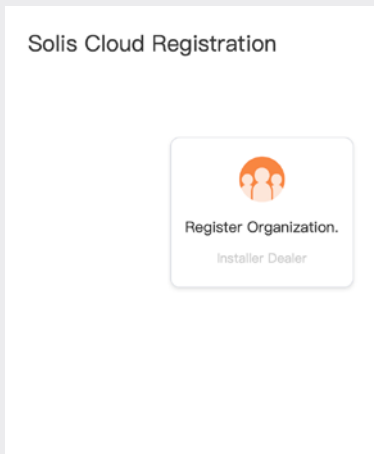 Solis Cloud Registration
Register Organization.
Installer Dealer